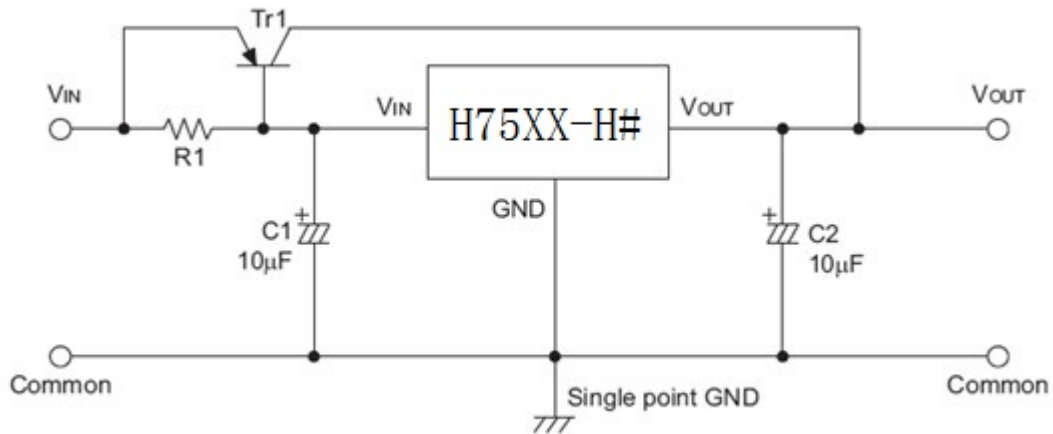 Tr1
VIN
VIN
H75XX-H#
VOUT
VOUT
R1
GND
C1
10μF
C2
10μF
Common
Single point GND
Common